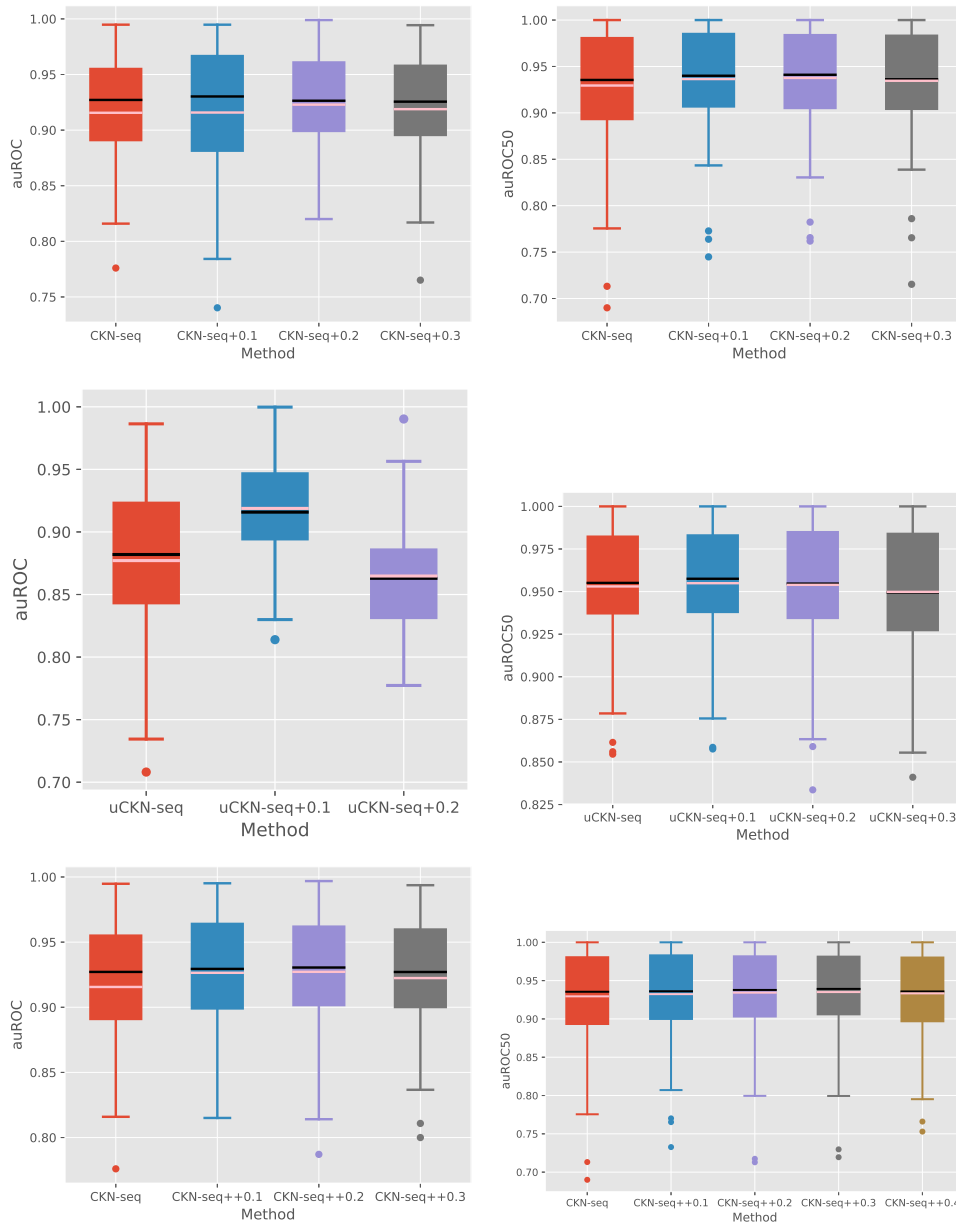 1.00
0.95
0.90
0.85
0.80
0.75
auROC
CKN-seq CKN-seq+0.1 CKN-seq+0.2 CKN-seq+0.3
Method
1.00
0.95
0.90
0.85
0.80
0.75
0.70
auROC50
CKN-seq CKN-seq+0.1 CKN-seq+0.2 CKN-seq+0.3
Method
1.00
0.95
0.90
0.85
0.80
0.75
0.70
auROC
uCKN-seq uCKN-seq+0.1 uCKN-seq+0.2
Method
1.000
0.975
0.950
0.925
0.900
0.875
0.850
0.825
auROC50
uCKN-seq uCKN-seq+0.1 uCKN-seq+0.2 uCKN-seq+0.3
Method
1.00
0.95
0.90
0.85
0.80
auROC
CKN-seq CKN-seq++0.1 CKN-seq++0.2 CKN-seq++0.3
Method
1.00
0.95
0.90
0.85
0.80
0.75
0.70
auROC50
CKN-seq CKN-seq++0.1 CKN-seq++0.2 CKN-seq++0.3 CKN-seq++0.4
Method